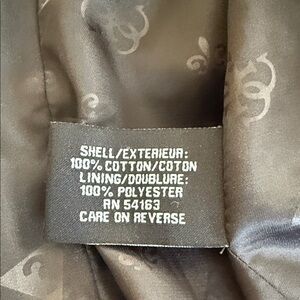 SHELL/EXTERIEUR:
100% COTTON/COTON
LINING/DOUBLURE:
100% POLYESTER
RN 54163
CARE ON REVERSE